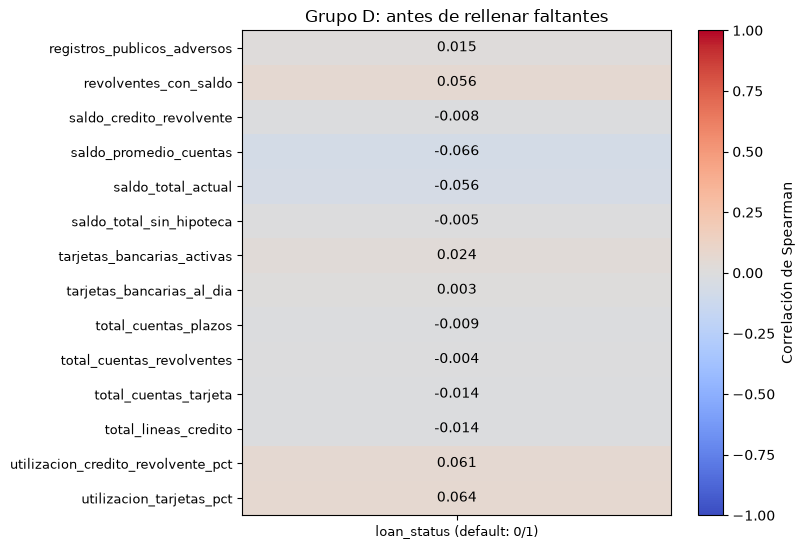 Grupo D: antes de rellenar faltantes
registros_publicos_adversos 0.015
revolventes_con_saldo 0.056
saldo_credito_revolvente -0.008
saldo_promedio_cuentas -0.066
saldo_total_actual -0.056
saldo_total_sin_hipoteca -0.005
tarjetas_bancarias_activas 0.024
tarjetas_bancarias_al_dia 0.003
total_cuentas_plazos -0.009
total_cuentas_revolventes -0.004
total_cuentas_tarjeta -0.014
total_lineas_credito -0.014
utilizacion_credito_revolvente_pct 0.061
utilizacion_tarjetas_pct 0.064
loan_status (default: 0/1)
1.00
0.75
0.50
0.25
0.00
−0.25
−0.50
−0.75
−1.00
Correlación de Spearman